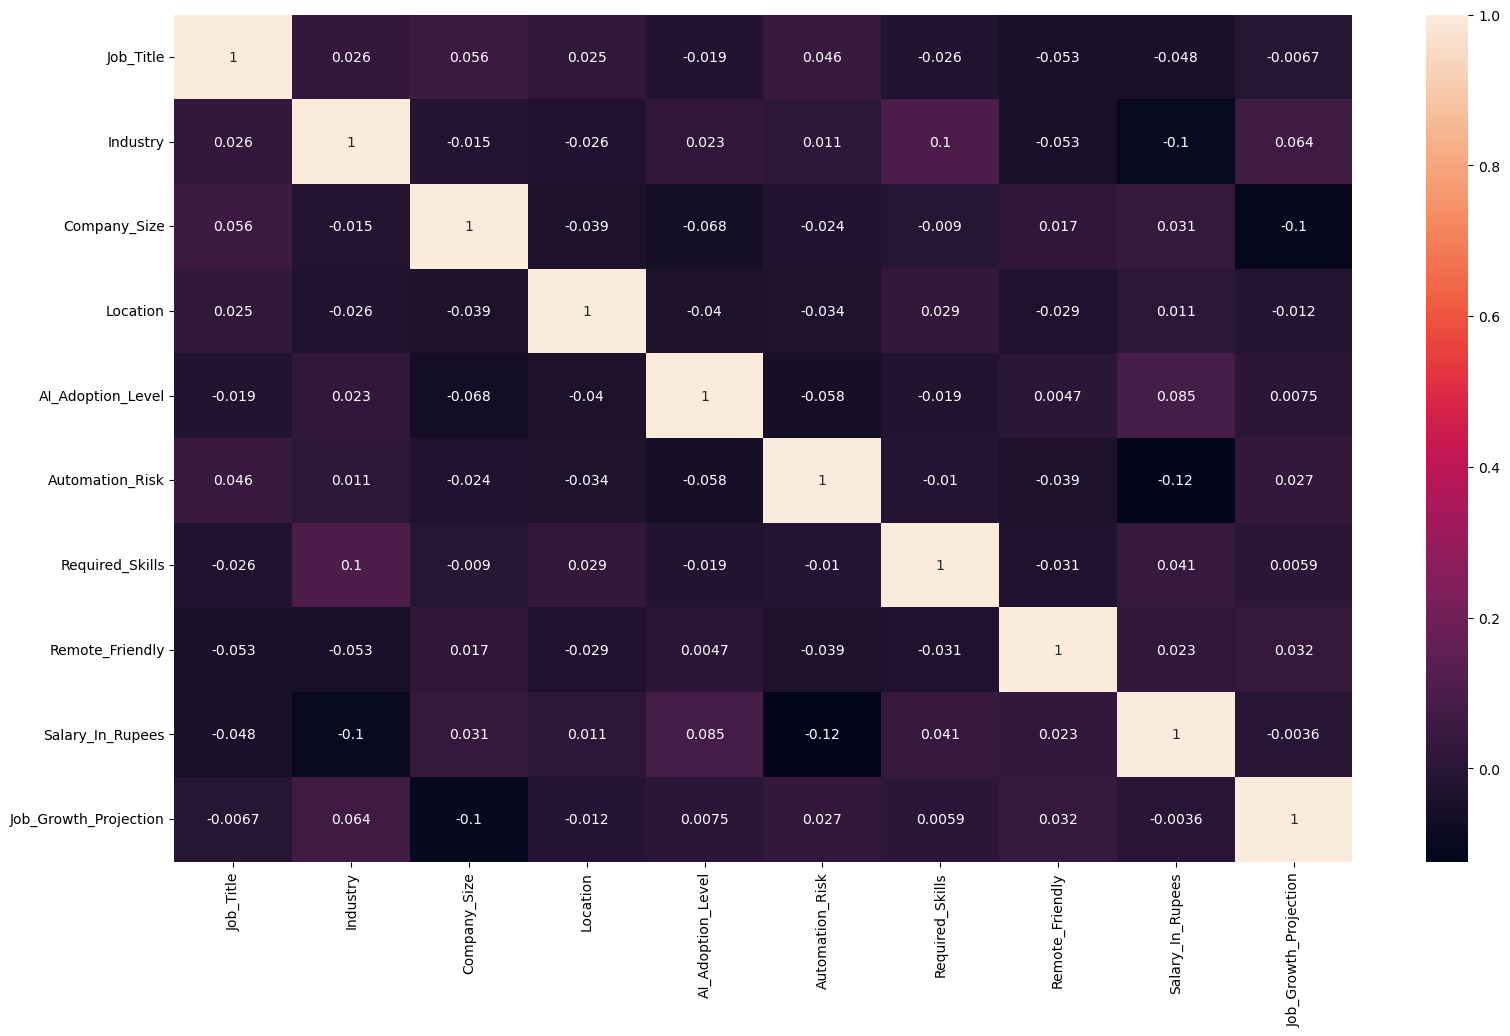 1.0
Job_Title 1 0.026 0.056 0.025 -0.019 0.046 -0.026 -0.053 -0.048 -0.0067
Industry 0.026 1 -0.015 -0.026 0.023 0.011 0.1 -0.053 -0.1 0.064
0.8
Company_Size 0.056 -0.015 1 -0.039 -0.068 -0.024 -0.009 0.017 0.031 -0.1
0.6
Location 0.025 -0.026 -0.039 1 -0.04 -0.034 0.029 -0.029 0.011 -0.012
AI_Adoption_Level -0.019 0.023 -0.068 -0.04 1 -0.058 -0.019 0.0047 0.085 0.0075
0.4
Automation_Risk 0.046 0.011 -0.024 -0.034 -0.058 1 -0.01 -0.039 -0.12 0.027
Required_Skills -0.026 0.1 -0.009 0.029 -0.019 -0.01 1 -0.031 0.041 0.0059
0.2
Remote_Friendly -0.053 -0.053 0.017 -0.029 0.0047 -0.039 -0.031 1 0.023 0.032
Salary_In_Rupees -0.048 -0.1 0.031 0.011 0.085 -0.12 0.041 0.023 1 -0.0036
0.0
Job_Growth_Projection -0.0067 0.064 -0.1 -0.012 0.0075 0.027 0.0059 0.032 -0.0036 1
Job_Title
Industry
Company_Size
Location
AI_Adoption_Level
Automation_Risk
Required_Skills
Remote_Friendly
Salary_In_Rupees
Job_Growth_Projection